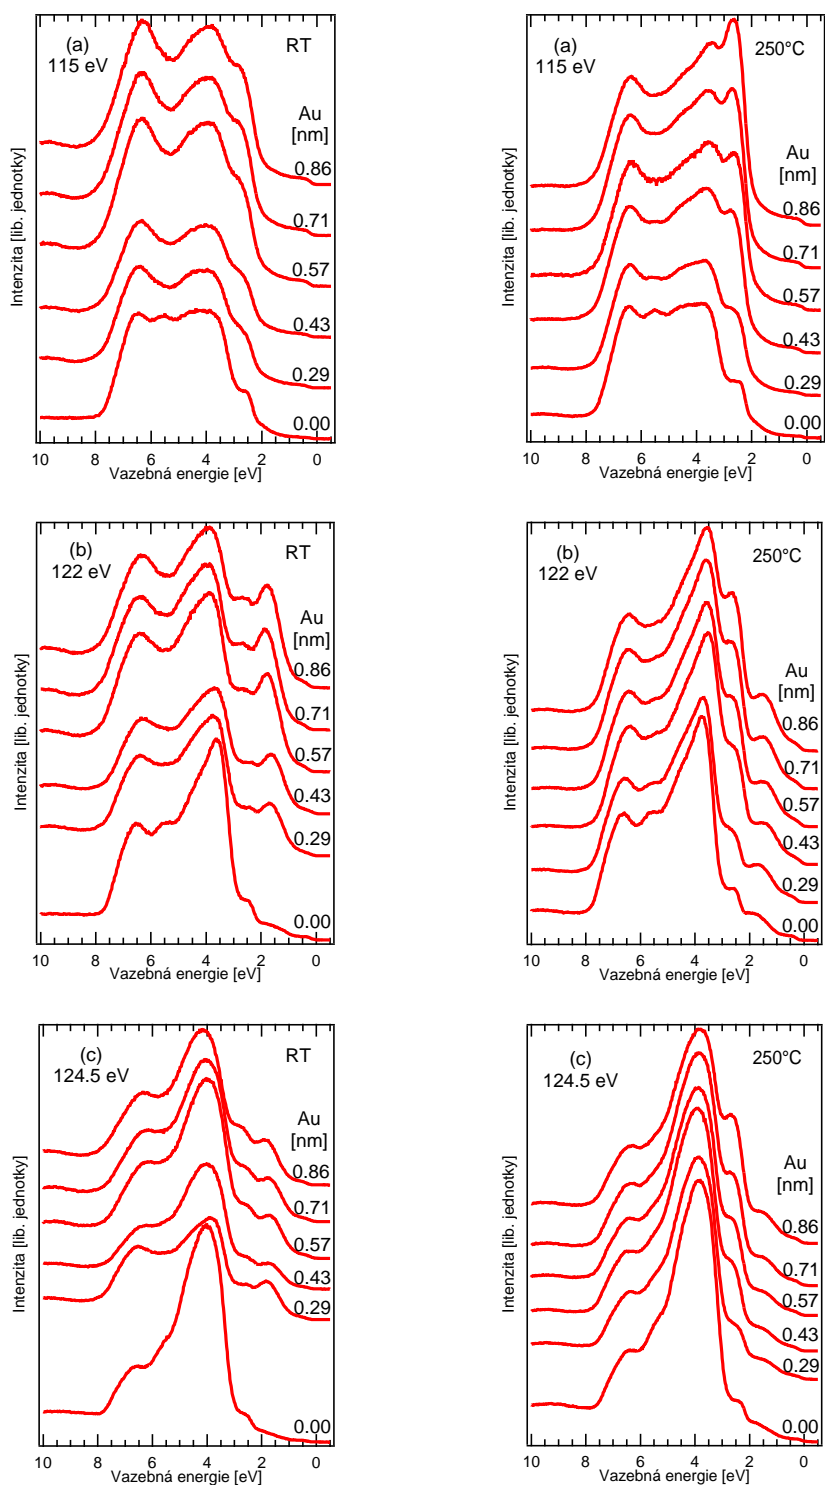 (a)
115 eV
RT
Au
[nm]
0.86
0.71
0.57
0.43
0.29
0.00
Intenzita [lib. jednotky]
10 8 6 4 2 0
Vazebná energie [eV]
(a)
115 eV
250°C
Au
[nm]
0.86
0.71
0.57
0.43
0.29
0.00
Intenzita [lib. jednotky]
10 8 6 4 2 0
Vazebná energie [eV]
(b)
122 eV
RT
Au
[nm]
0.86
0.71
0.57
0.43
0.29
0.00
Intenzita [lib. jednotky]
10 8 6 4 2 0
Vazebná energie [eV]
(b)
122 eV
250°C
Au
[nm]
0.86
0.71
0.57
0.43
0.29
0.00
Intenzita [lib. jednotky]
10 8 6 4 2 0
Vazebná energie [eV]
(c)
124.5 eV
RT
Au
[nm]
0.86
0.71
0.57
0.43
0.29
0.00
Intenzita [lib. jednotky]
10 8 6 4 2 0
Vazebná energie [eV]
(c)
124.5 eV
250°C
Au
[nm]
0.86
0.71
0.57
0.43
0.29
0.00
Intenzita [lib. jednotky]
10 8 6 4 2 0
Vazebná energie [eV]